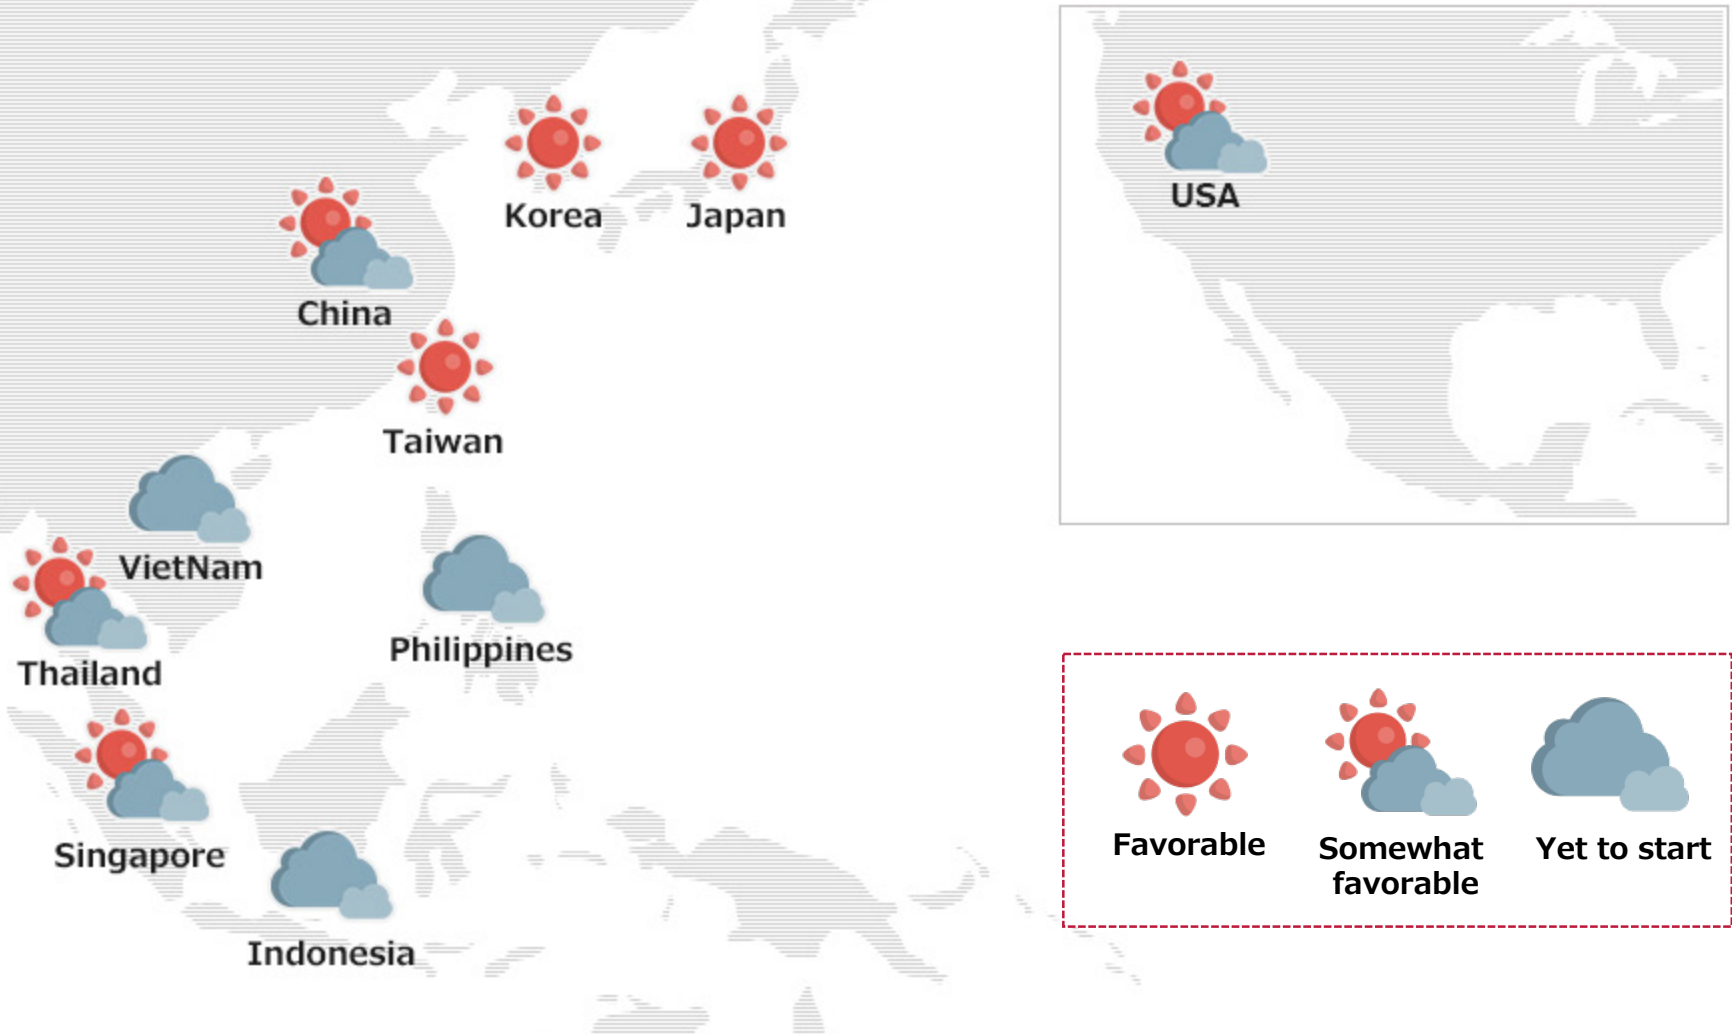 Korea
Japan
China
Taiwan
VietNam
Thailand
Philippines
Singapore
Indonesia
USA
Favorable
Somewhat
favorable
Yet to start